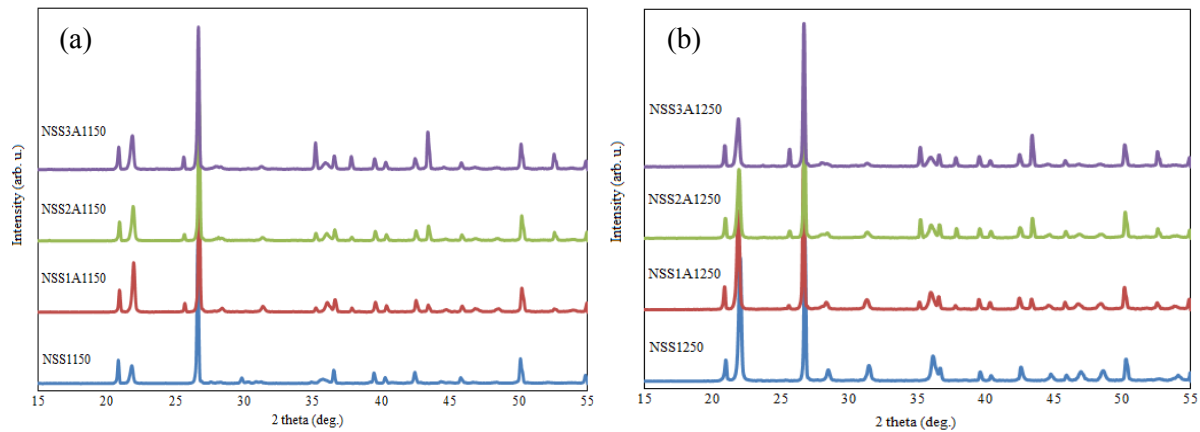 (a)
NSS3A1150
NSS2A1150
NSS1A1150
NSS1150
Intensity (arb. u.)
15 20 25 30 35 40 45 50 55
2 theta (deg.)
(b)
NSS3A1250
NSS2A1250
NSS1A1250
NSS1250
Intensity (arb. u.)
15 20 25 30 35 40 45 50 55
2 theta (deg.)